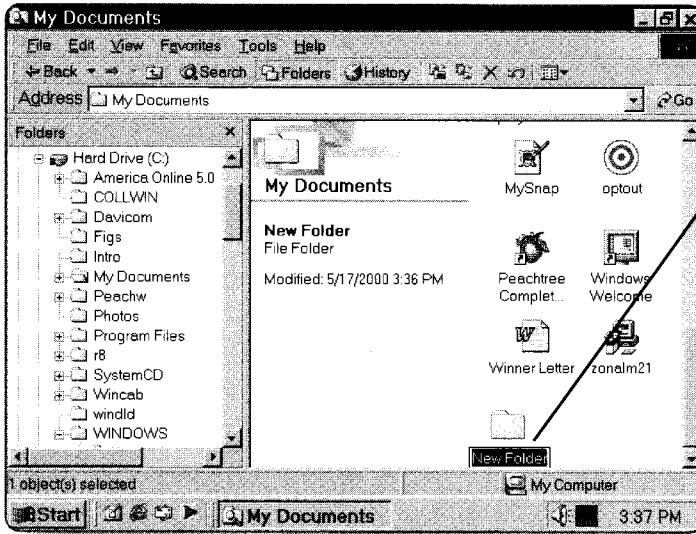 My Documents
File Edit View Favorites Tools Help
Back Search Folders History
Address My Documents Go
Folders
Hard Drive (C:)
America Online 5.0
COLLWIN
Davicom
Figs
Intro
My Documents
Peachw
Photos
Program Files
r8
SystemCD
Wincab
windld
WINDOWS
My Documents
New Folder
File Folder
Modified: 5/17/2000 3:36 PM
MySnap optout
Peachtree Complet... Windows Welcome
Winner Letter zonalm21
New Folder
1 object(s) selected My Computer
Start My Documents 3:37 PM